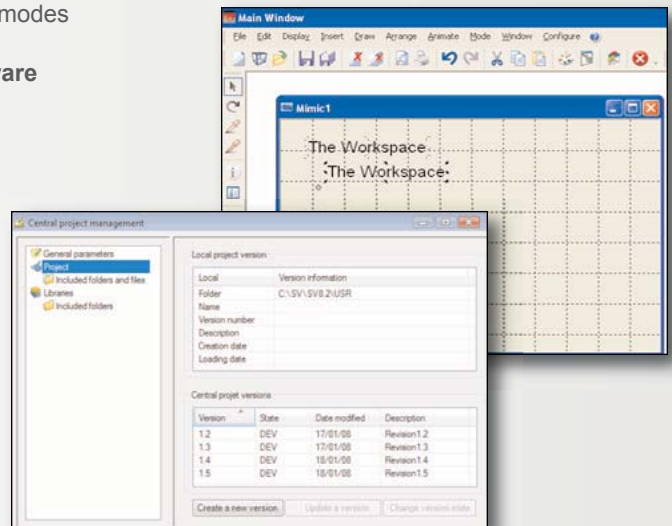 modes
ware
Main Window
File Edit Display Insert Draw Arrange Animate Mode Window Configure
Mimic1
The Workspace
The Workspace
Central project management
General parameters
Project
Included folders and files
Libraries
Included folders
Local project version
Local Version information
Folder C:\SV\SV8.2\USR
Name
Version number
Description
Creation date
Loading date
Central projet versions
Version State Date modified Description
1.2 DEV 17/01/08 Revision1.2
1.3 DEV 17/01/08 Revision1.3
1.4 DEV 18/01/08 Revision1.4
1.5 DEV 18/01/08 Revision1.5
Create a new version Update a version Change version state